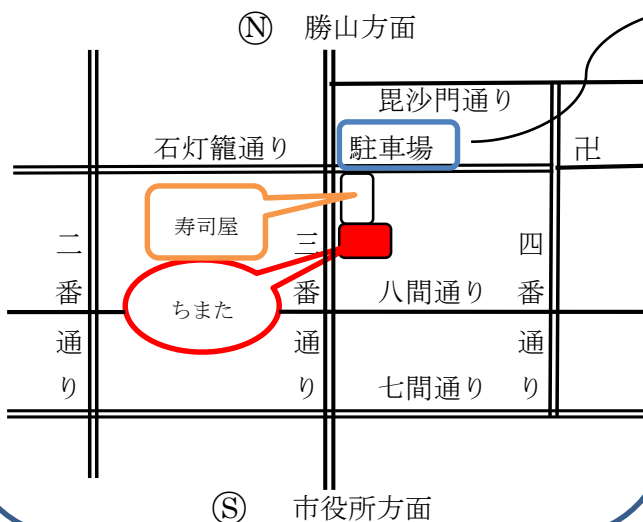 Ⓝ 勝山方面
毘沙門通り
石灯籠通り
駐車場
卍
寿司屋
二番通り
三番通り
四番通り
ちまた
八間通り
七間通り
Ⓢ 市役所方面